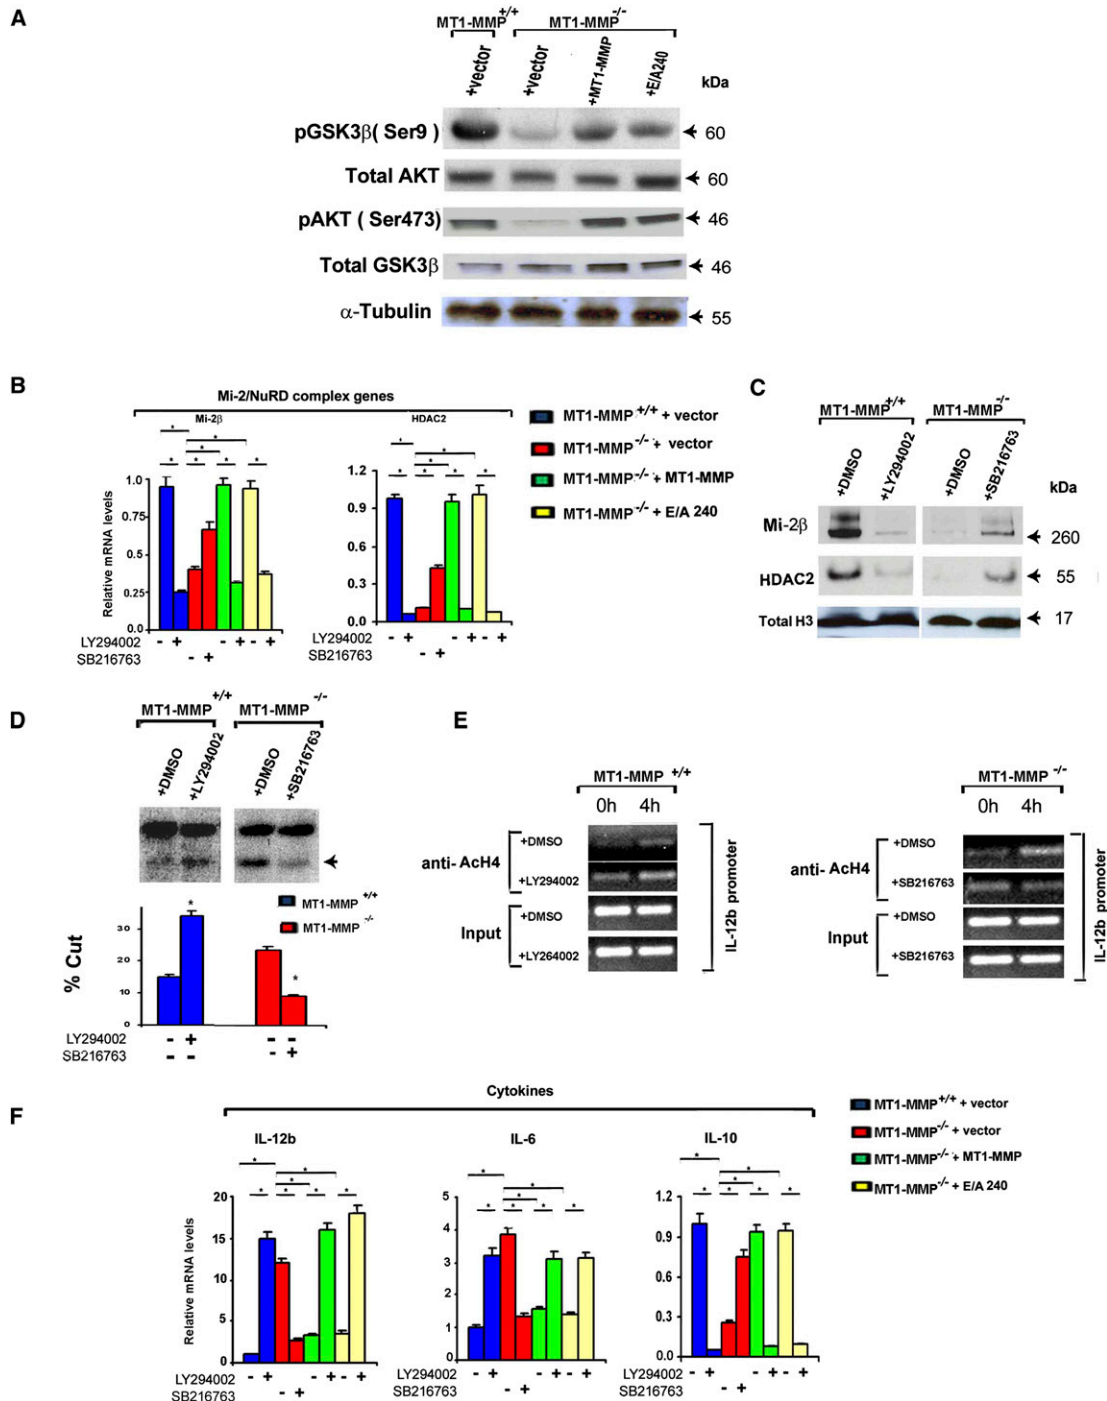 A
MT1-MMP+/+ MT1-MMP-/-
+vector +vector +MT1-MMP +E/A240 kDa
pGSK3β( Ser9 ) 60
Total AKT 60
pAKT ( Ser473) 46
Total GSK3β 46
α-Tubulin 55
B
Mi-2/NuRD complex genes
Mi-2β HDAC2
* * * * * * *
* * * * * * *
Relative mRNA levels
1.00
0.75
0.5
0.25
0.0
1.2
0.9
0.6
0.3
0.0
LY294002 - + - + - + - + - + - +
SB216763 - + - +
MT1-MMP+/+ + vector
MT1-MMP-/- + vector
MT1-MMP-/- + MT1-MMP
MT1-MMP-/- + E/A 240
C
MT1-MMP+/+ MT1-MMP-/-
+DMSO +LY294002 +DMSO +SB216763 kDa
Mi-2β 260
HDAC2 55
Total H3 17
D
MT1-MMP+/+ MT1-MMP-/-
+DMSO +LY294002 +DMSO +SB216763
MT1-MMP+/+
MT1-MMP-/-
* *
% Cut
30
20
10
0
LY294002 - + - -
SB216763 - - - +
E
MT1-MMP +/+
0h 4h
anti-AcH4
+DMSO
+LY294002
Input
+DMSO
+LY264002
IL-12b promoter
MT1-MMP -/-
0h 4h
anti-AcH4
+DMSO
+SB216763
Input
+DMSO
+SB216763
IL-12b promoter
F
Cytokines
IL-12b IL-6 IL-10
* * * * * * *
* * * * * * *
* * * * * * *
Relative mRNA levels
20
15
10
5
0
5
4
3
2
1
0
1.2
0.9
0.6
0.3
0.0
LY294002 - + - + - + - + - + - + - + - + - +
SB216763 - + - + - +
MT1-MMP+/+ + vector
MT1-MMP-/- + vector
MT1-MMP-/- + MT1-MMP
MT1-MMP-/- + E/A 240